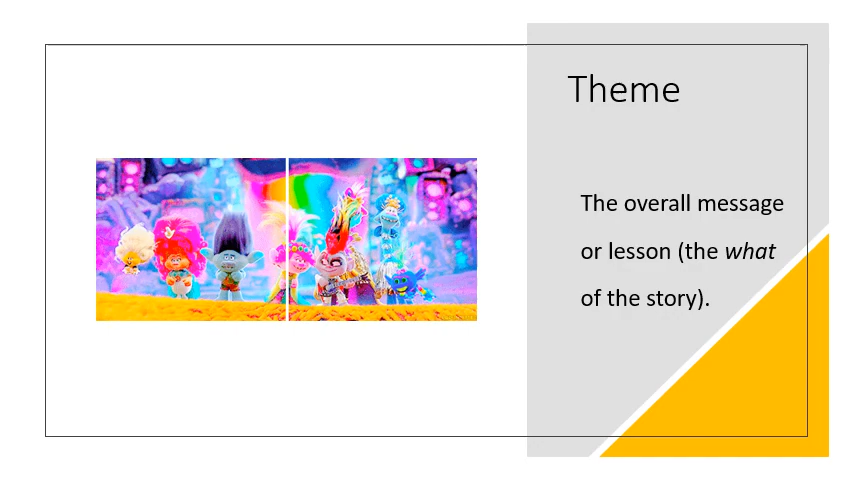 Theme
The overall message
or lesson (the what
of the story).